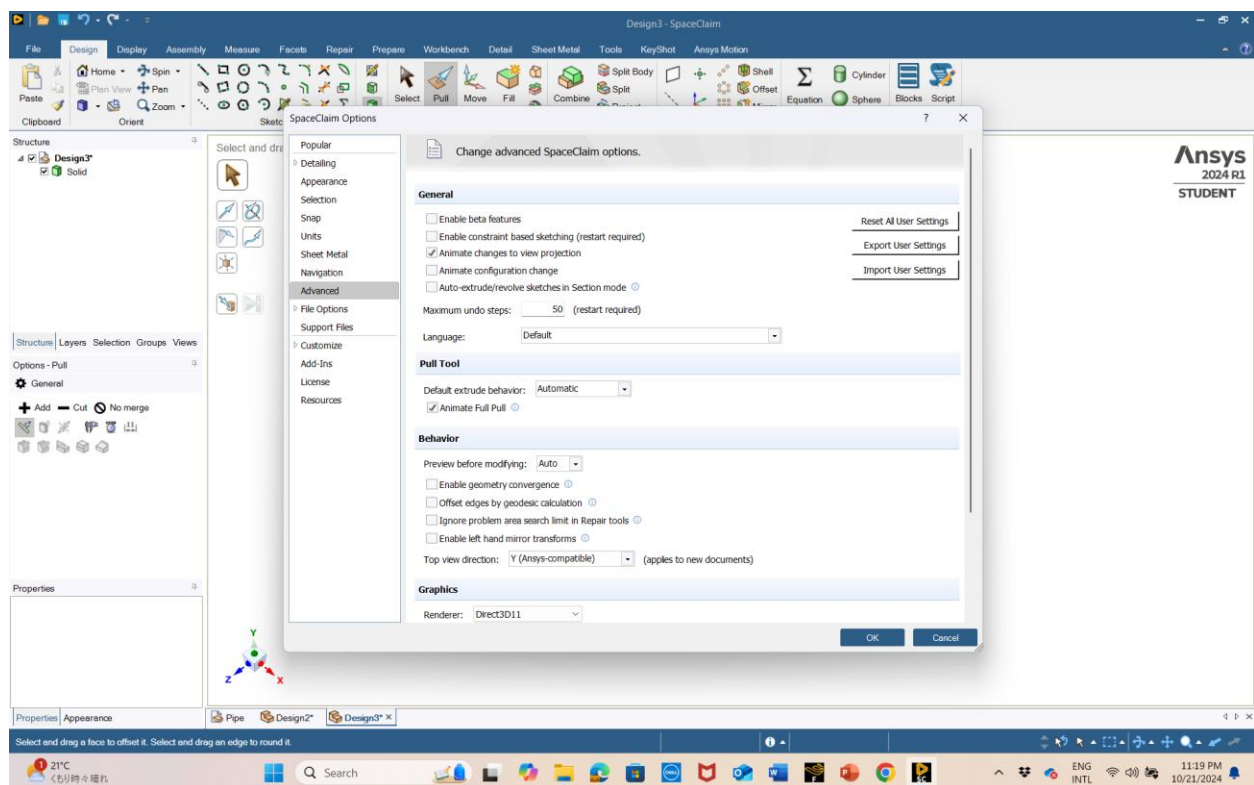 Design3 - SpaceClaim
File Design Display Assembly Measure Facets Repair Prepare Workbench Detail Sheet Metal Tools KeyShot Ansys Motion
Paste
Home
Plan View
Spin
Pan
Zoom
Select
Pull
Move
Fill
Combine
Split Body
Split
Shell
Offset
Equation
Cylinder
Sphere
Blocks
Script
Clipboard
Orient
Sketc
Structure
Design3*
Solid
Structure Layers Selection Groups Views
Options - Pull
General
Add Cut No merge
Properties
Properties Appearance
Select and dra
SpaceClaim Options
?
Popular
Detailing
Appearance
Selection
Snap
Units
Sheet Metal
Navigation
Advanced
File Options
Support Files
Customize
Add-Ins
License
Resources
Change advanced SpaceClaim options.
General
Enable beta features
Enable constraint based sketching (restart required)
Animate changes to view projection
Animate configuration change
Auto-extrude/revolve sketches in Section mode
Reset All User Settings
Export User Settings
Import User Settings
Maximum undo steps: 50 (restart required)
Language: Default
Pull Tool
Default extrude behavior: Automatic
Animate Full Pull
Behavior
Preview before modifying: Auto
Enable geometry convergence
Offset edges by geodesic calculation
Ignore problem area search limit in Repair tools
Enable left hand mirror transforms
Top view direction: Y (Ansys-compatible) (applies to new documents)
Graphics
Renderer: Direct3D11
OK Cancel
Ansys
2024 R1
STUDENT
Y
Z
X
Pipe Design2* Design3*
Select and drag a face to offset it. Select and drag an edge to round it.
1
21°C
くもり時々晴れ
Search
ENG
INTL
11:19 PM
10/21/2024